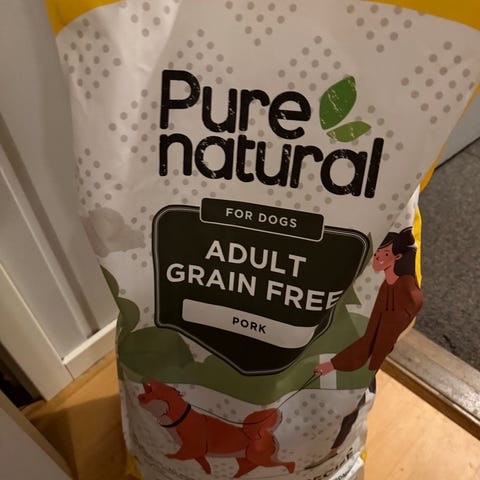 Pure
natural
FOR DOGS
ADULT
GRAIN FREE
PORK